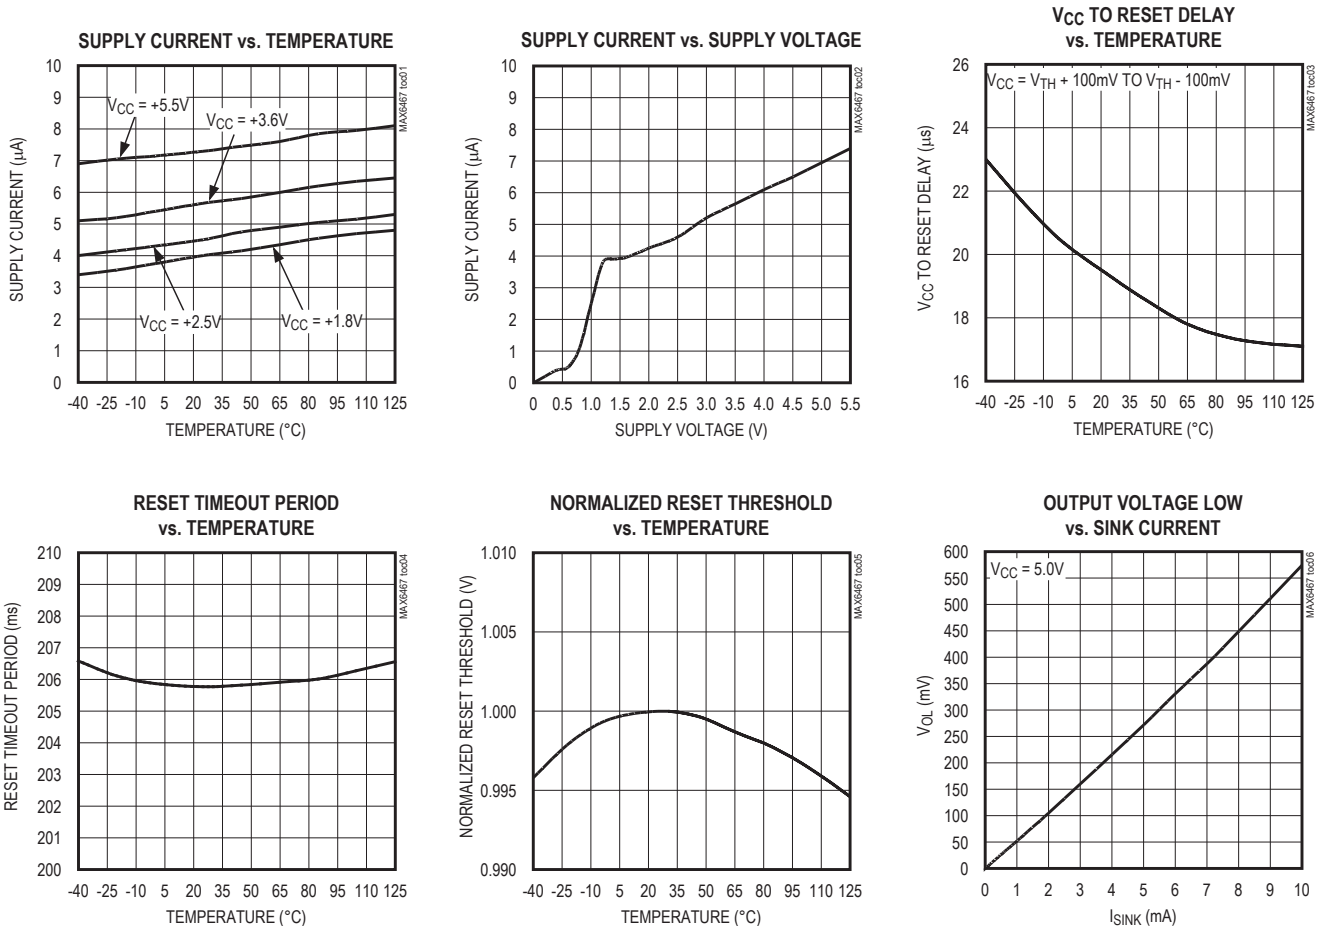 SUPPLY CURRENT vs. TEMPERATURE
10
9
8
7
6
5
4
3
2
1
0
SUPPLY CURRENT (μA)
VCC = +5.5V
VCC = +3.6V
VCC = +2.5V
VCC = +1.8V
MAX6467 toc01
-40 -25 -10 5 20 35 50 65 80 95 110 125
TEMPERATURE (°C)
SUPPLY CURRENT vs. SUPPLY VOLTAGE
10
9
8
7
6
5
4
3
2
1
0
SUPPLY CURRENT (μA)
MAX6467 toc02
0 0.5 1.0 1.5 2.0 2.5 3.0 3.5 4.0 4.5 5.0 5.5
SUPPLY VOLTAGE (V)
VCC TO RESET DELAY
vs. TEMPERATURE
26
24
22
20
18
16
VCC TO RESET DELAY (μs)
VCC = VTH + 100mV TO VTH - 100mV
MAX6467 toc03
-40 -25 -10 5 20 35 50 65 80 95 110 125
TEMPERATURE (°C)
RESET TIMEOUT PERIOD
vs. TEMPERATURE
210
209
208
207
206
205
204
203
202
201
200
RESET TIMEOUT PERIOD (ms)
MAX6467 toc04
-40 -25 -10 5 20 35 50 65 80 95 110 125
TEMPERATURE (°C)
NORMALIZED RESET THRESHOLD
vs. TEMPERATURE
1.010
1.005
1.000
0.995
0.990
NORMALIZED RESET THRESHOLD (V)
MAX6467 toc05
-40 -25 -10 5 20 35 50 65 80 95 110 125
TEMPERATURE (°C)
OUTPUT VOLTAGE LOW
vs. SINK CURRENT
600
550
500
450
400
350
300
250
200
150
100
50
0
VOL (mV)
VCC = 5.0V
MAX6467 toc06
0 1 2 3 4 5 6 7 8 9 10
ISINK (mA)